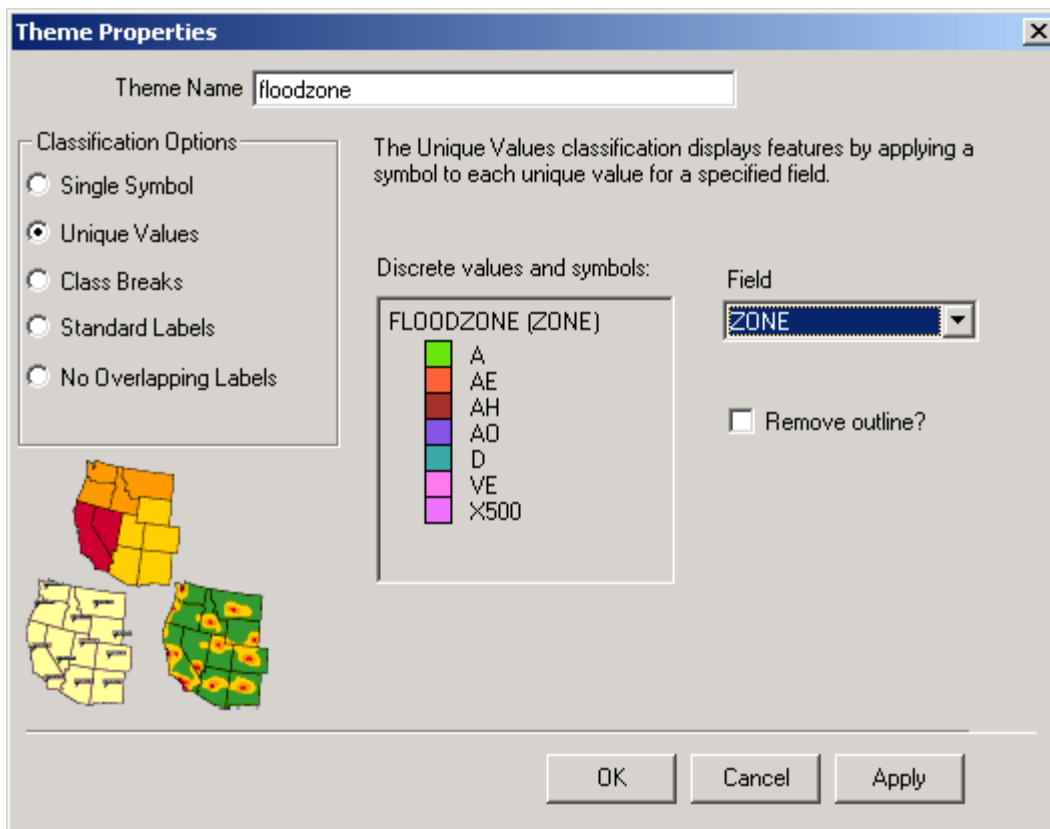 Theme Properties
Theme Name floodzone
Classification Options
Single Symbol
Unique Values
Class Breaks
Standard Labels
No Overlapping Labels
The Unique Values classification displays features by applying a
symbol to each unique value for a specified field.
Discrete values and symbols:
FLOODZONE (ZONE)
A
AE
AH
AO
D
VE
X500
Field
ZONE
Remove outline?
OK
Cancel
Apply